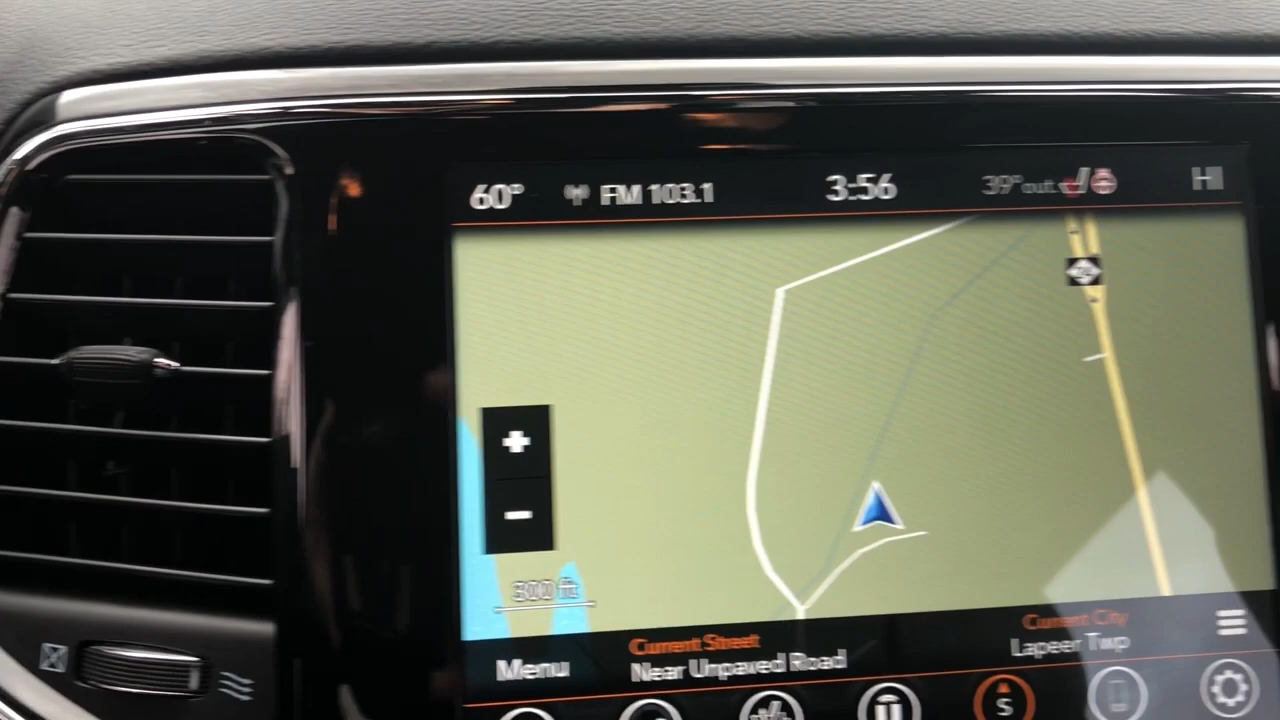 60° FM 103.1 3:56 39° out HI
300 ft
Current Street
Near Unpaved Road
Current City
Lapeer Twp
Menu
S